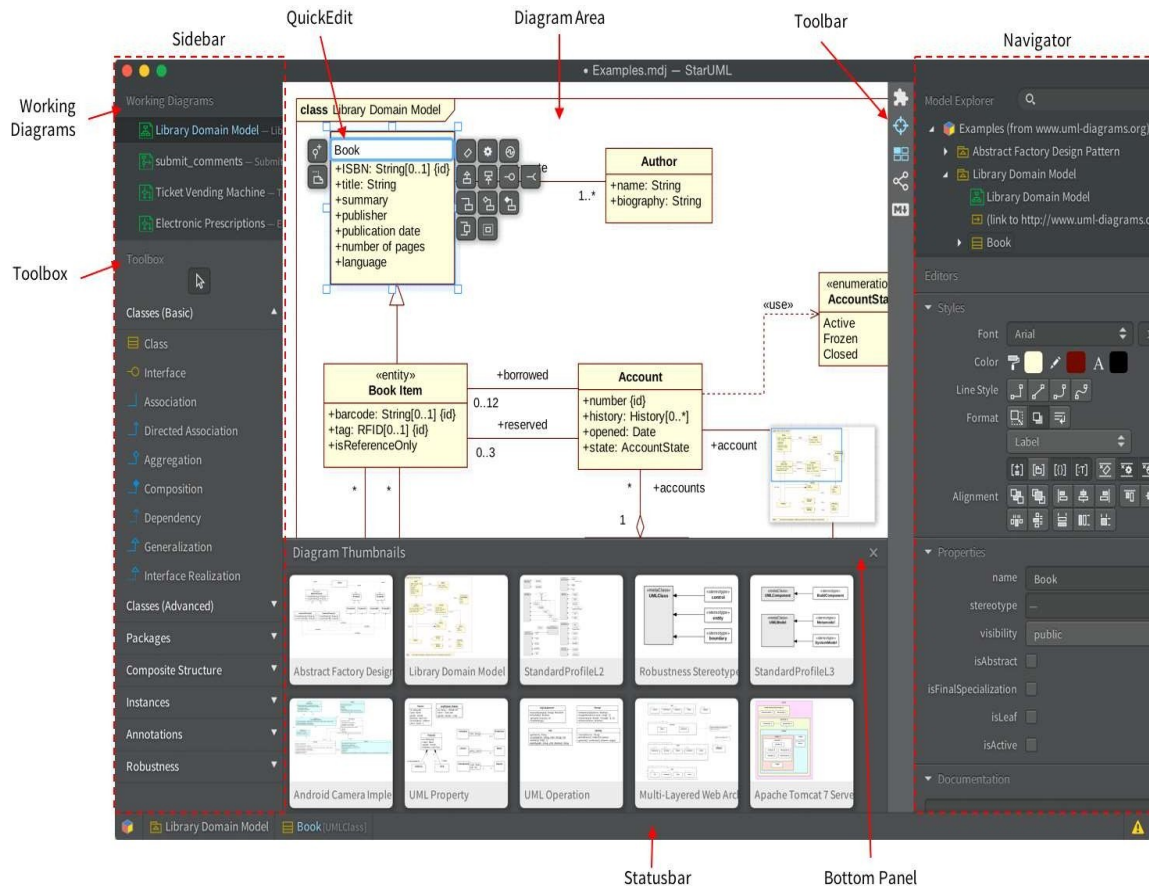 QuickEdit
Diagram Area
Toolbar
Sidebar
Navigator
Working
Diagrams
Toolbox
Statusbar
Bottom Panel
• Examples.mdj — StarUML
Working Diagrams
Library Domain Model — Lib
submit_comments — Submit
Ticket Vending Machine — T
Electronic Prescriptions — E
Toolbox
Classes (Basic)
Class
Interface
Association
Directed Association
Aggregation
Composition
Dependency
Generalization
Interface Realization
Classes (Advanced)
Packages
Composite Structure
Instances
Annotations
Robustness
class Library Domain Model
Book
+ISBN: String[0..1] {id}
+title: String
+summary
+publisher
+publication date
+number of pages
+language
1..*
Author
+name: String
+biography: String
«use»
«enumeratio
AccountSta
Active
Frozen
Closed
«entity»
Book Item
+barcode: String[0..1] {id}
+tag: RFID[0..1] {id}
+isReferenceOnly
+borrowed
0..12
+reserved
0..3
Account
+number {id}
+history: History[0..*]
+opened: Date
+state: AccountState
+account
* *
* +accounts
1
Diagram Thumbnails X
Abstract Factory Design
Library Domain Model
StandardProfileL2
Robustness Stereotype
StandardProfileL3
Android Camera Imple
UML Property
UML Operation
Multi-Layered Web Arc
Apache Tomcat 7 Serve
M↓
Model Explorer
Examples (from www.uml-diagrams.org)
Abstract Factory Design Pattern
Library Domain Model
Library Domain Model
(link to http://www.uml-diagrams.o
Book
Editors
Styles
Font Arial
Color A
Line Style
Format
Label
Alignment
Properties
name Book
stereotype —
visibility public
isAbstract
isFinalSpecialization
isLeaf
isActive
Documentation
Library Domain Model Book [UMLClass]